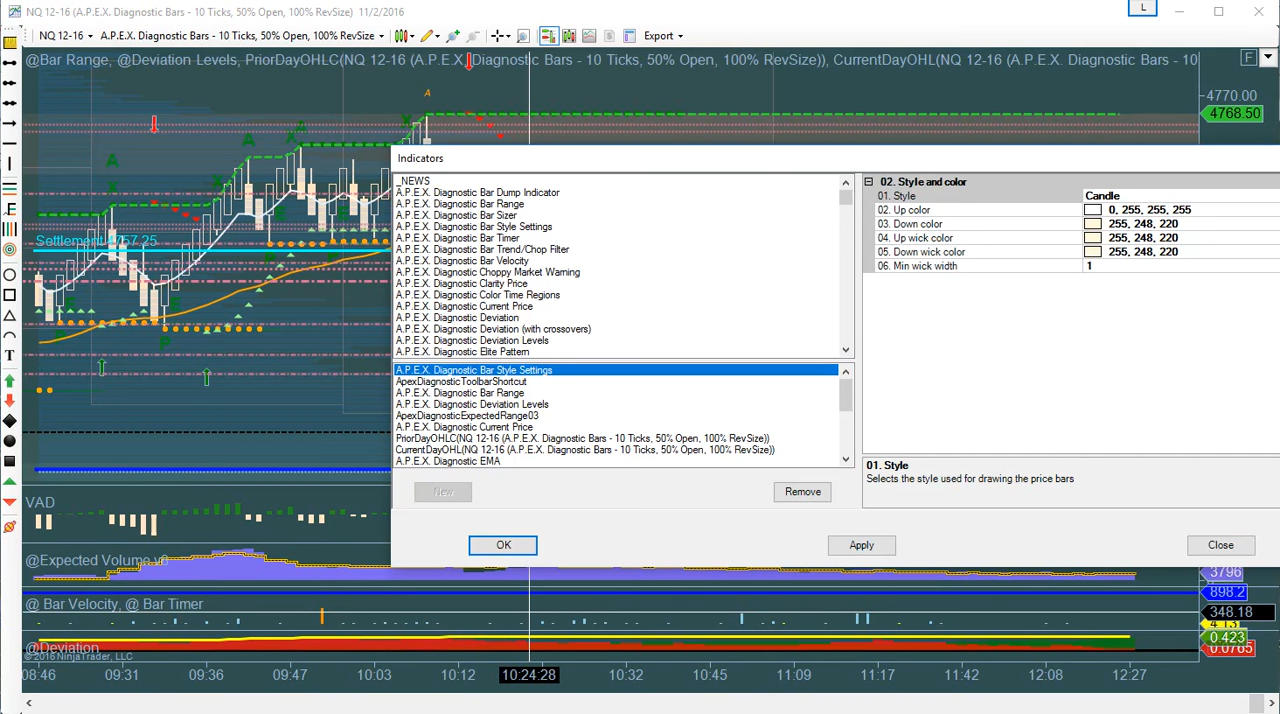 NQ 12-16 (A.P.E.X. Diagnostic Bars - 10 Ticks, 50% Open, 100% RevSize)  11/2/2016
L
NQ 12-16 A.P.E.X. Diagnostic Bars - 10 Ticks, 50% Open, 100% RevSize Export
@Bar Range, @Deviation Levels, PriorDayOHLC(NQ 12-16 (A.P.E.X. Diagnostic Bars - 10 Ticks, 50% Open, 100% RevSize)), CurrentDayOHL(NQ 12-16 (A.P.E.X. Diagnostic Bars - 10
F
4770.00
4768.50
A
A
A
X
X
Settlement 4757.25
P
Indicators
_NEWS
A.P.E.X. Diagnostic Bar Dump Indicator
A.P.E.X. Diagnostic Bar Range
A.P.E.X. Diagnostic Bar Sizer
A.P.E.X. Diagnostic Bar Style Settings
A.P.E.X. Diagnostic Bar Timer
A.P.E.X. Diagnostic Bar Trend/Chop Filter
A.P.E.X. Diagnostic Bar Velocity
A.P.E.X. Diagnostic Choppy Market Warning
A.P.E.X. Diagnostic Clarity Price
A.P.E.X. Diagnostic Color Time Regions
A.P.E.X. Diagnostic Current Price
A.P.E.X. Diagnostic Deviation
A.P.E.X. Diagnostic Deviation (with crossovers)
A.P.E.X. Diagnostic Deviation Levels
A.P.E.X. Diagnostic Elite Pattern
A.P.E.X. Diagnostic Bar Style Settings
ApexDiagnosticToolbarShortcut
A.P.E.X. Diagnostic Bar Range
A.P.E.X. Diagnostic Deviation Levels
ApexDiagnosticExpectedRange03
A.P.E.X. Diagnostic Current Price
PriorDayOHLC(NQ 12-16 (A.P.E.X. Diagnostic Bars - 10 Ticks, 50% Open, 100% RevSize))
CurrentDayOHL(NQ 12-16 (A.P.E.X. Diagnostic Bars - 10 Ticks, 50% Open, 100% RevSize))
A.P.E.X. Diagnostic EMA
New
Remove
OK
Apply
Close
02. Style and color
01. Style Candle
02. Up color 0, 255, 255, 255
03. Down color 255, 248, 220
04. Up wick color 255, 248, 220
05. Down wick color 255, 248, 220
06. Min wick width 1
01. Style
Selects the style used for drawing the price bars
F
T
VAD
@Expected Volume v0
3796
898.2
@ Bar Velocity, @ Bar Timer
348.18
4.13
0.423
0.0765
@Deviation
© 2016 NinjaTrader, LLC
08:46 09:31 09:36 09:47 10:03 10:12 10:24:28 10:32 10:45 11:09 11:17 11:42 12:08 12:27